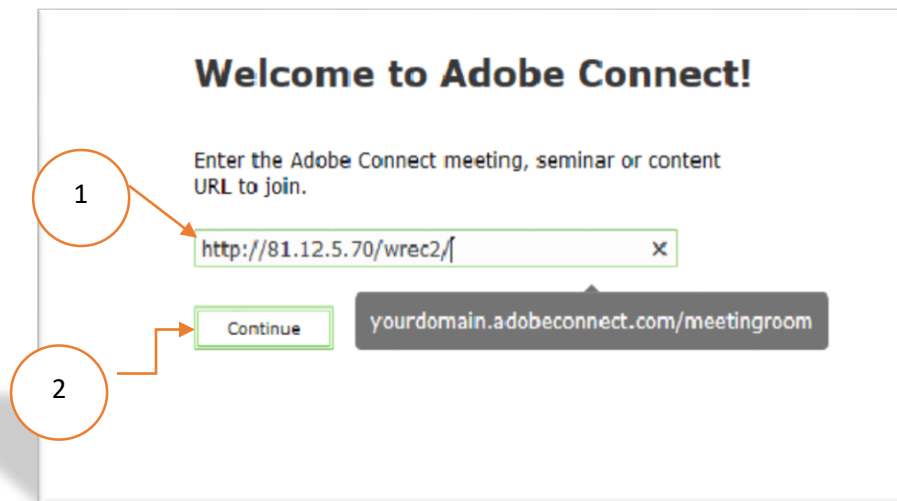 Welcome to Adobe Connect!
Enter the Adobe Connect meeting, seminar or content
URL to join.
1
http://81.12.5.70/wrec2/
×
Continue
yourdomain.adobeconnect.com/meetingroom
2